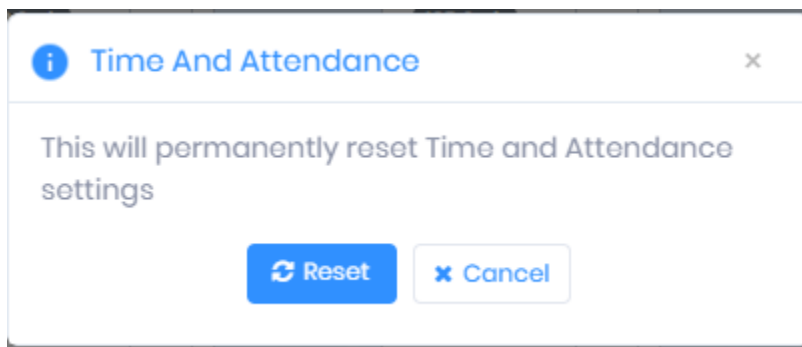 Time And Attendance
This will permanently reset Time and Attendance
settings
Reset
Cancel